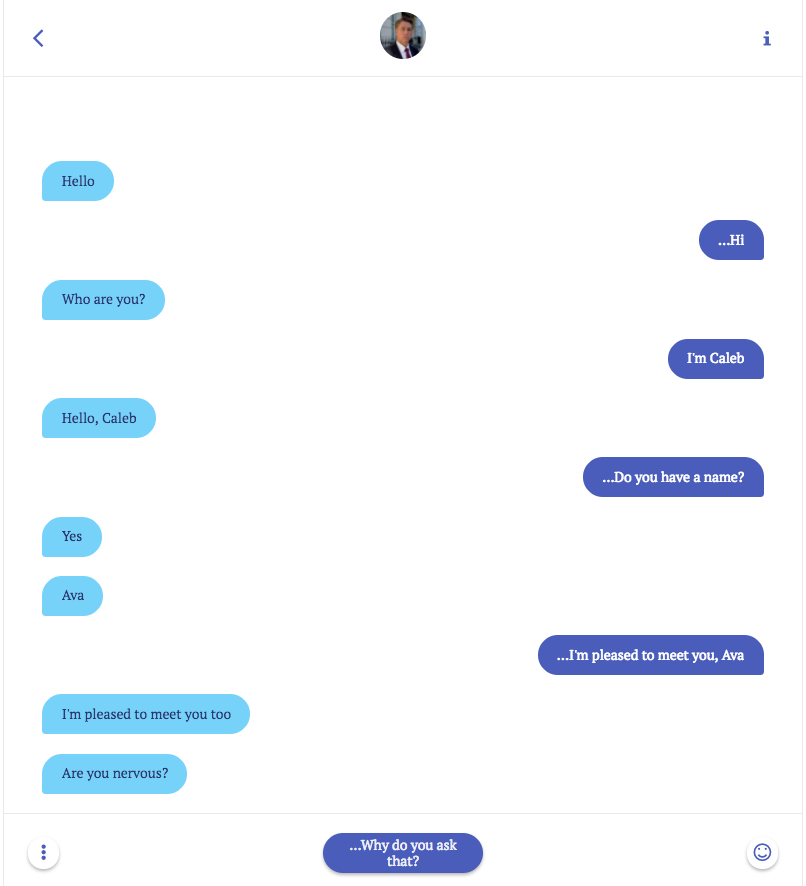 Hello
...Hi
Who are you?
I'm Caleb
Hello, Caleb
...Do you have a name?
Yes
Ava
...I'm pleased to meet you, Ava
I'm pleased to meet you too
Are you nervous?
...Why do you ask
that?